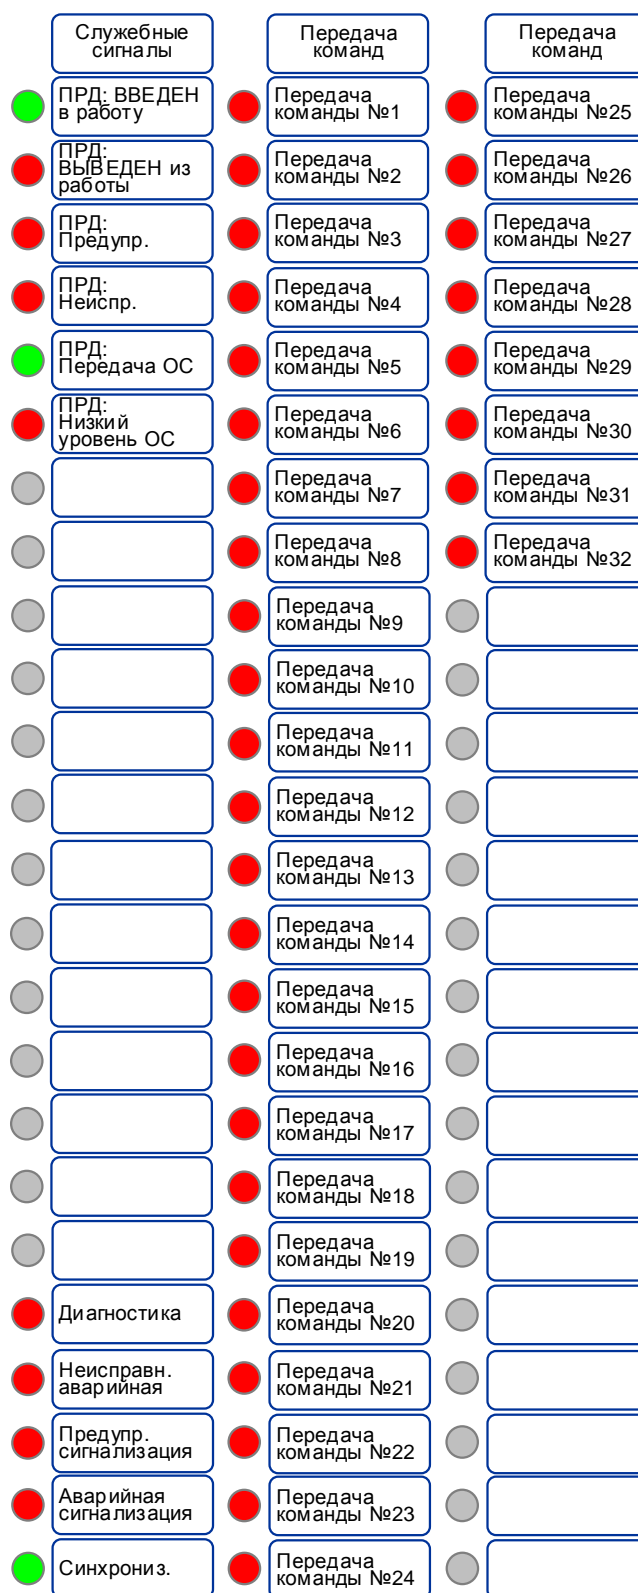 Служебные
сигналы
ПРД: ВВЕДЕН
в работу
ПРД:
ВЫВЕДЕН из
работы
ПРД:
Предупр.
ПРД:
Неиспр.
ПРД:
Передача ОС
ПРД:
Низкий
уровень ОС
Диагностика
Неисправн.
аварийная
Предупр.
сигнализация
Аварийная
сигнализация
Синхрониз.
Передача
команд
Передача
команды №1
Передача
команды №2
Передача
команды №3
Передача
команды №4
Передача
команды №5
Передача
команды №6
Передача
команды №7
Передача
команды №8
Передача
команды №9
Передача
команды №10
Передача
команды №11
Передача
команды №12
Передача
команды №13
Передача
команды №14
Передача
команды №15
Передача
команды №16
Передача
команды №17
Передача
команды №18
Передача
команды №19
Передача
команды №20
Передача
команды №21
Передача
команды №22
Передача
команды №23
Передача
команды №24
Передача
команд
Передача
команды №25
Передача
команды №26
Передача
команды №27
Передача
команды №28
Передача
команды №29
Передача
команды №30
Передача
команды №31
Передача
команды №32